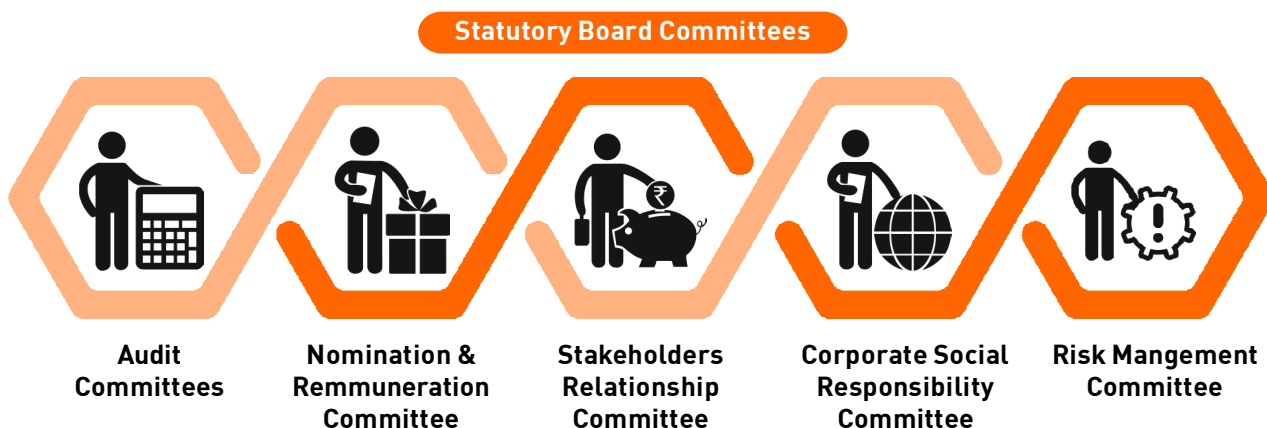 Statutory Board Committees
₹
Audit
Committees
Nomination &
Remmuneration
Committee
Stakeholders
Relationship
Committee
Corporate Social
Responsibility
Committee
Risk Mangement
Committee